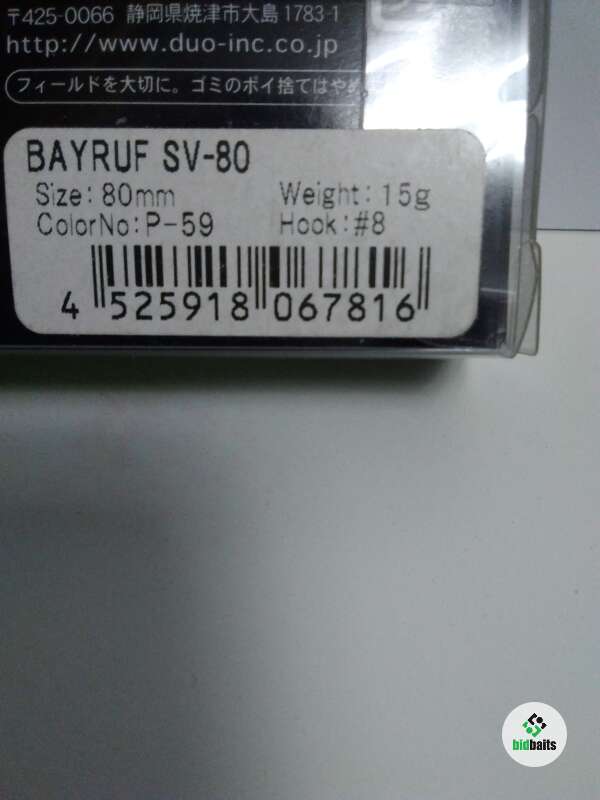 〒425-0066 静岡県焼津市大島1783-1
http://www.duo-inc.co.jp
フィールドを大切に。ゴミのポイ捨てはやめ
BAYRUF SV-80
Size: 80mm Weight: 15g
ColorNo: P-59 Hook: #8
4 525918 067816
bidbaits